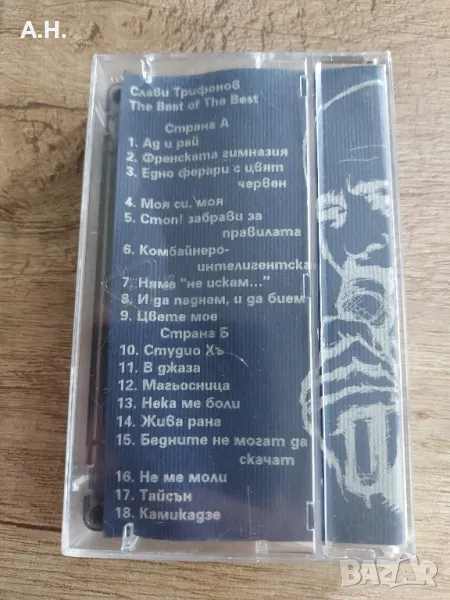 A.H.
Слави Трифонов
The Best of The Best
Страна А
1. Ад и рай
2. Френската гимназия
3. Едно ферари с цвят
червен
4. Моя си, моя
5. Стоп! забрави за
правилата
6. Комбайнеро-
интелигентска
7. Няма "не искам..."
8. И да паднем, и да бием
9. Цвете мое
Страна Б
10. Студио Хъ
11. В джаза
12. Магьосница
13. Нека ме боли
14. Жива рана
15. Бедните не могат да
скачат
16. Не ме моли
17. Тайсън
18. Камикадзе
BAZAR